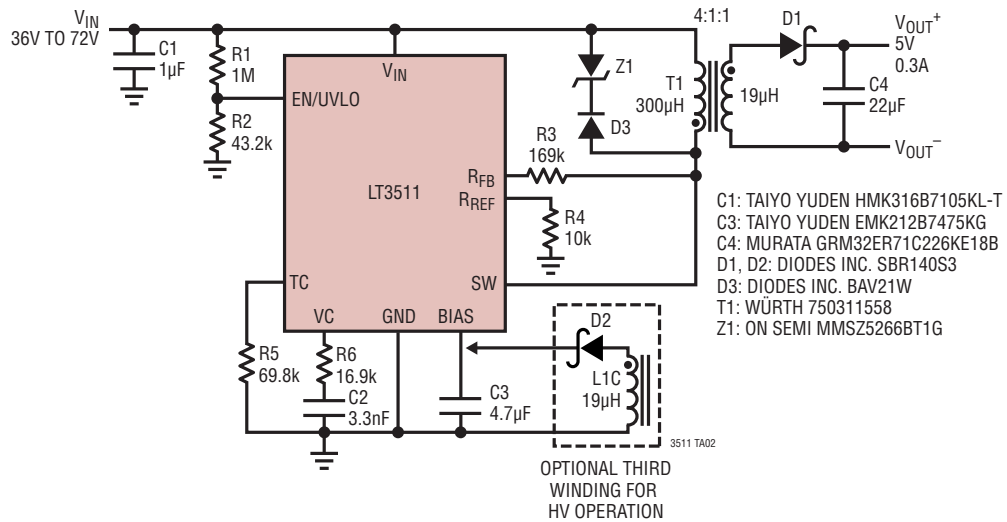 VIN
36V TO 72V
C1
1µF
R1
1M
R2
43.2k
EN/UVLO
VIN
LT3511
RFB
RREF
SW
TC
VC
GND
BIAS
Z1
D3
R3
169k
R4
10k
T1
300µH
4:1:1
19µH
D1
C4
22µF
VOUT+
5V
0.3A
VOUT–
C1: TAIYO YUDEN HMK316B7105KL-T
C3: TAIYO YUDEN EMK212B7475KG
C4: MURATA GRM32ER71C226KE18B
D1, D2: DIODES INC. SBR140S3
D3: DIODES INC. BAV21W
T1: WÜRTH 750311558
Z1: ON SEMI MMSZ5266BT1G
R5
69.8k
R6
16.9k
C2
3.3nF
C3
4.7µF
D2
L1C
19µH
3511 TA02
OPTIONAL THIRD
WINDING FOR
HV OPERATION